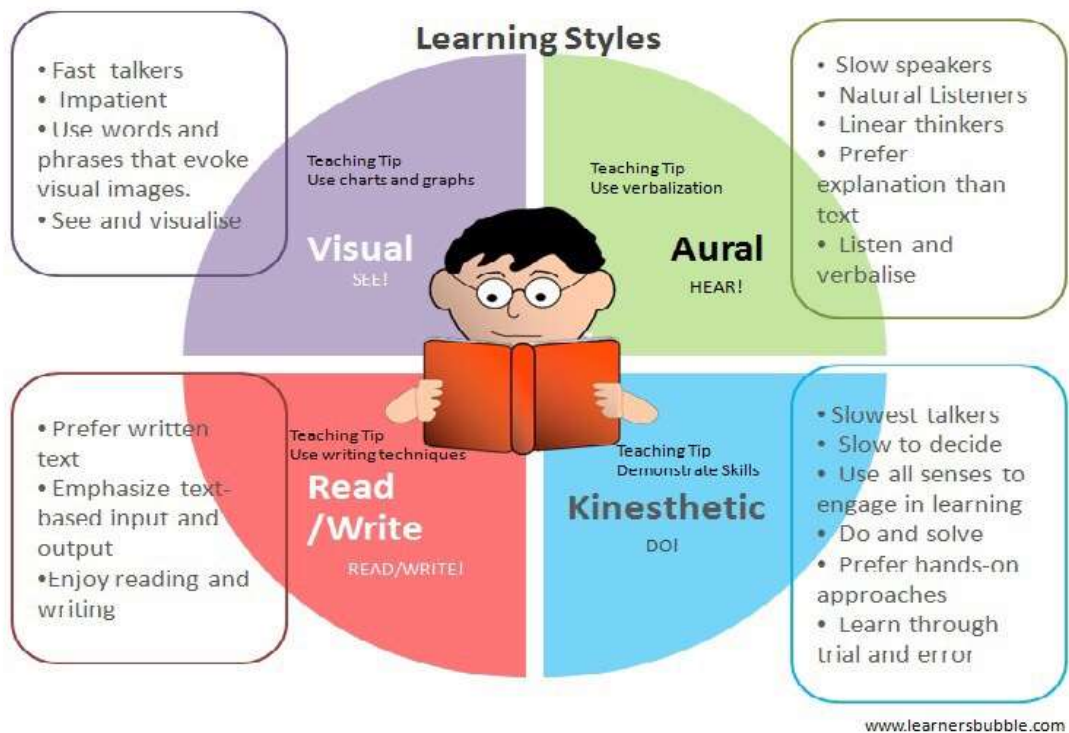 Learning Styles
• Fast talkers
• Impatient
• Use words and
phrases that evoke
visual images.
• See and visualise
Teaching Tip
Use charts and graphs
Visual
SEE!
Teaching Tip
Use verbalization
Aural
HEAR!
• Slow speakers
• Natural Listeners
• Linear thinkers
• Prefer
explanation than
text
• Listen and
verbalise
• Prefer written
text
• Emphasize text-
based input and
output
•Enjoy reading and
writing
Teaching Tip
Use writing techniques
Read
/Write
READ/WRITE!
Teaching Tip
Demonstrate Skills
Kinesthetic
DO!
• Slowest talkers
• Slow to decide
• Use all senses to
engage in learning
• Do and solve
• Prefer hands-on
approaches
• Learn through
trial and error
www.learnersbubble.com